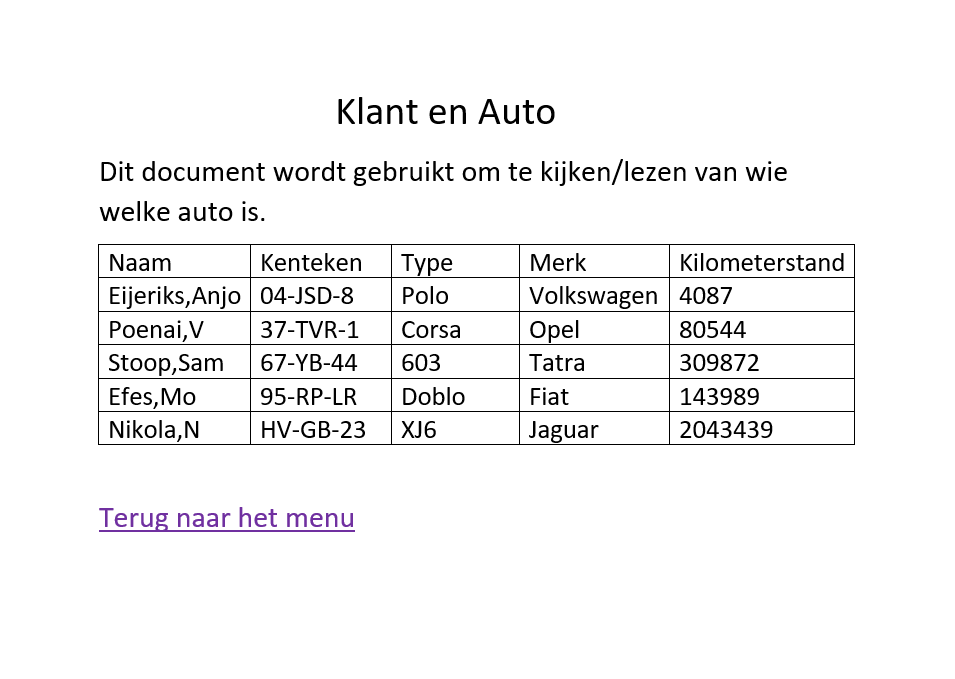 Klant en Auto
Dit document wordt gebruikt om te kijken/lezen van wie
welke auto is.
Naam Kenteken Type Merk Kilometerstand
Eijeriks,Anjo 04-JSD-8 Polo Volkswagen 4087
Poenai,V 37-TVR-1 Corsa Opel 80544
Stoop,Sam 67-YB-44 603 Tatra 309872
Efes,Mo 95-RP-LR Doblo Fiat 143989
Nikola,N HV-GB-23 XJ6 Jaguar 2043439
Terug naar het menu